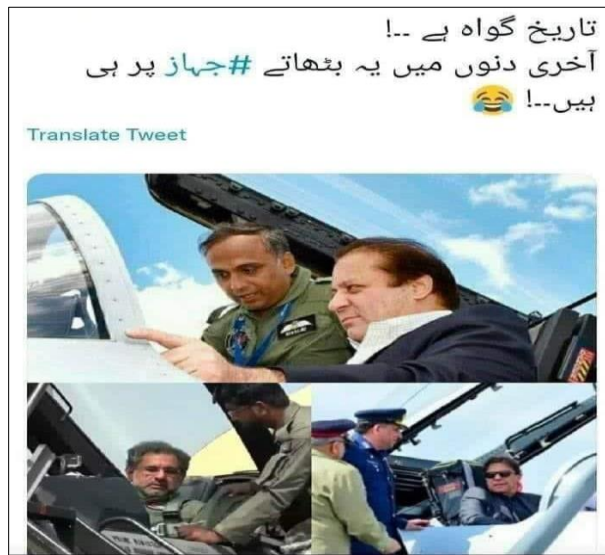 تاریخ گواہ ہے ..!
آخری دنوں میں یہ بٹھاتے #جہاز پر ہی
ہیں..! 😂
Translate Tweet